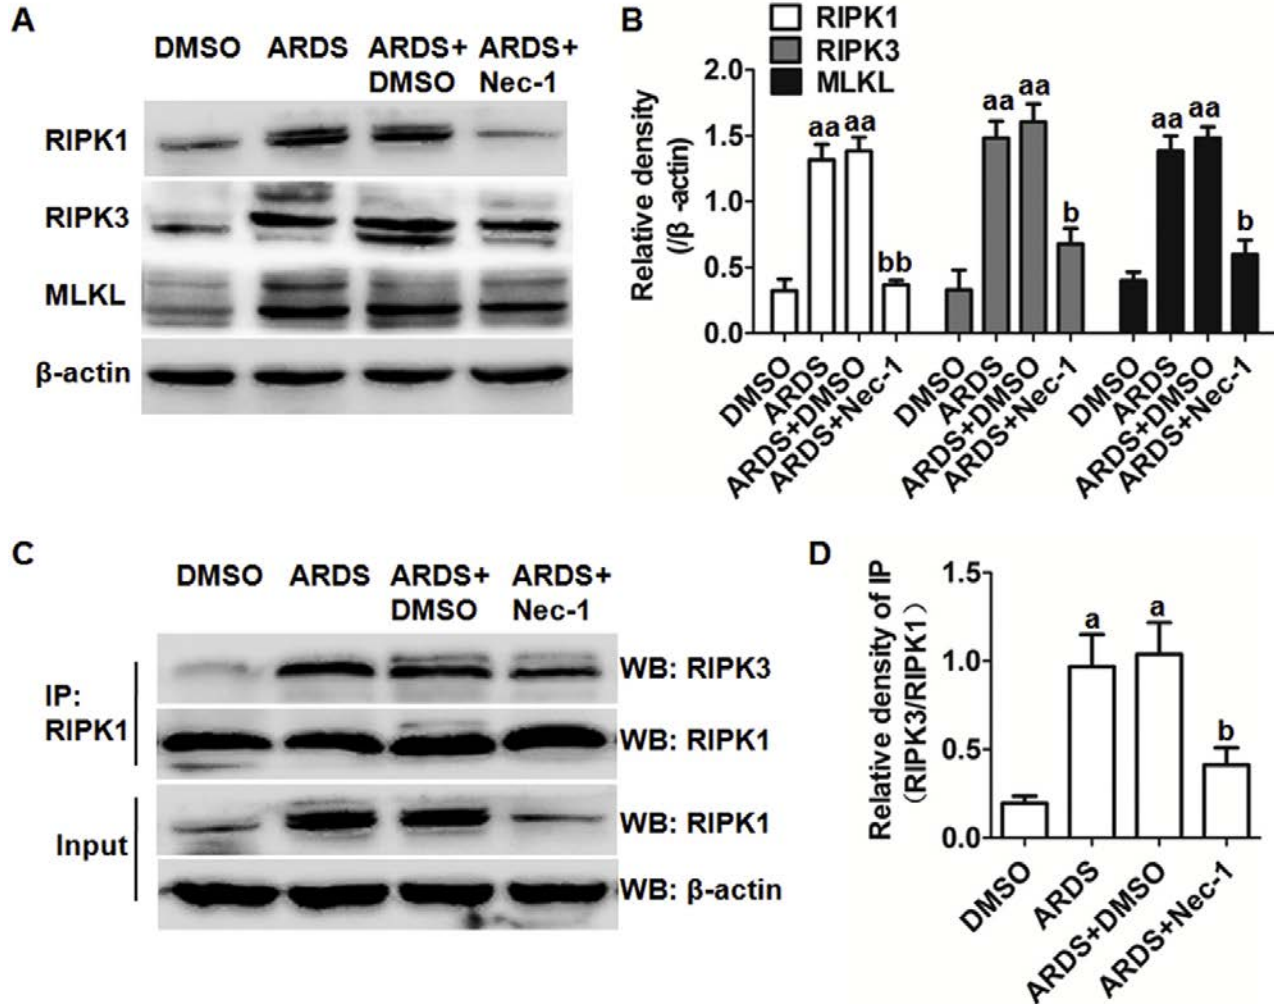 A
DMSO ARDS ARDS+ ARDS+
DMSO Nec-1
RIPK1
RIPK3
MLKL
β-actin
B
RIPK1
RIPK3
MLKL
Relative density
(/β -actin)
2.0
1.5
1.0
0.5
0.0
aa aa bb
aa aa b
aa aa b
DMSO
ARDS
ARDS+DMSO
ARDS+Nec-1
DMSO
ARDS
ARDS+DMSO
ARDS+Nec-1
DMSO
ARDS
ARDS+DMSO
ARDS+Nec-1
C
DMSO ARDS ARDS+ ARDS+
DMSO Nec-1
IP:
RIPK1
WB: RIPK3
WB: RIPK1
Input
WB: RIPK1
WB: β-actin
D
Relative density of IP
（RIPK3/RIPK1）
1.5
1.0
0.5
0.0
a a b
DMSO
ARDS
ARDS+DMSO
ARDS+Nec-1